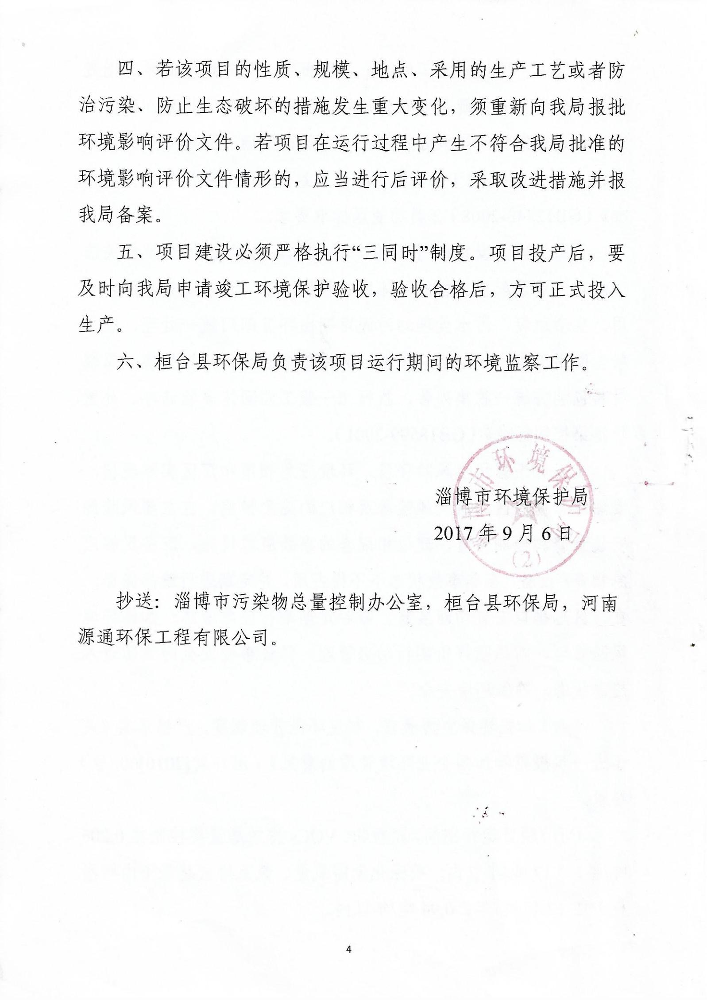 四、若该项目的性质、规模、地点、采用的生产工艺或者防
治污染、防止生态破坏的措施发生重大变化，须重新向我局报批
环境影响评价文件。若项目在运行过程中产生不符合我局批准的
环境影响评价文件情形的，应当进行后评价，采取改进措施并报
我局备案。
五、项目建设必须严格执行“三同时”制度。项目投产后，要
及时向我局申请竣工环境保护验收，验收合格后，方可正式投入
生产。
六、桓台县环保局负责该项目运行期间的环境监察工作。
淄博市环境保护局
2017 年 9 月 6 日
淄博市环境保护局
（2）
抄送：淄博市污染物总量控制办公室，桓台县环保局，河南
源通环保工程有限公司。
4